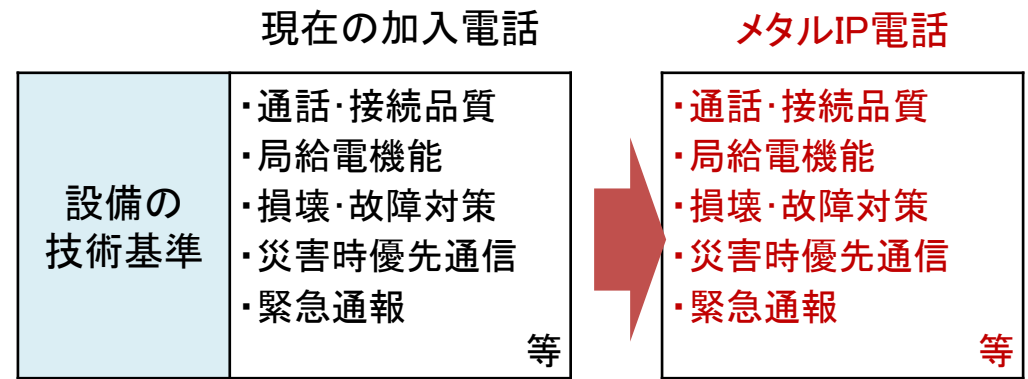 現在の加入電話
メタルIP電話
設備の
技術基準
・通話・接続品質
・局給電機能
・損壊・故障対策
・災害時優先通信
・緊急通報
等
・通話・接続品質
・局給電機能
・損壊・故障対策
・災害時優先通信
・緊急通報
等